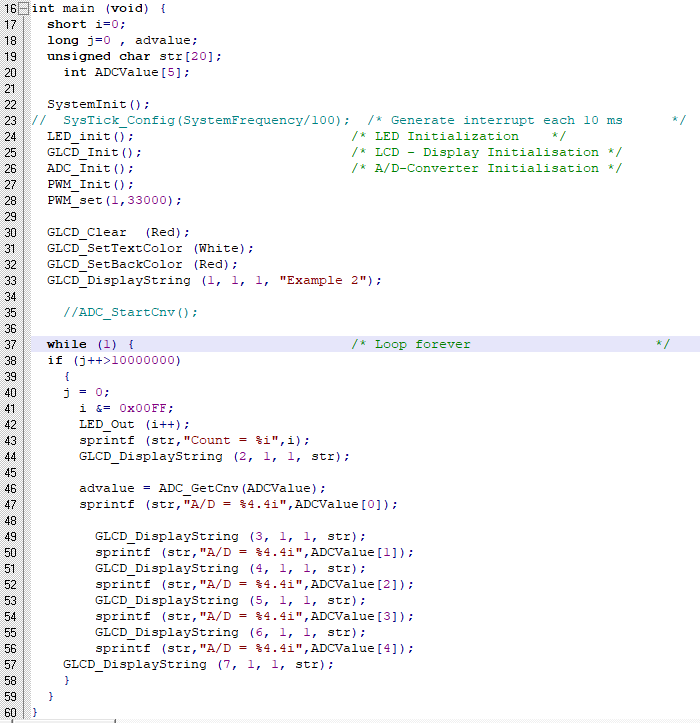 16 int main (void) {
17 short i=0;
18 long j=0 , advalue;
19 unsigned char str[20];
20 int ADCValue[5];
21
22 SystemInit();
23 // SysTick_Config(SystemFrequency/100); /* Generate interrupt each 10 ms */
24 LED_init(); /* LED Initialization */
25 GLCD_Init(); /* LCD - Display Initialisation */
26 ADC_Init(); /* A/D-Converter Initialisation */
27 PWM_Init();
28 PWM_set(1,33000);
29
30 GLCD_Clear (Red);
31 GLCD_SetTextColor (White);
32 GLCD_SetBackColor (Red);
33 GLCD_DisplayString (1, 1, 1, "Example 2");
34
35 //ADC_StartCnv();
36
37 while (1) { /* Loop forever */
38 if (j++>10000000)
39 {
40 j = 0;
41 i &= 0x00FF;
42 LED_Out (i++);
43 sprintf (str,"Count = %i",i);
44 GLCD_DisplayString (2, 1, 1, str);
45
46 advalue = ADC_GetCnv(ADCValue);
47 sprintf (str,"A/D = %4.4i",ADCValue[0]);
48
49 GLCD_DisplayString (3, 1, 1, str);
50 sprintf (str,"A/D = %4.4i",ADCValue[1]);
51 GLCD_DisplayString (4, 1, 1, str);
52 sprintf (str,"A/D = %4.4i",ADCValue[2]);
53 GLCD_DisplayString (5, 1, 1, str);
54 sprintf (str,"A/D = %4.4i",ADCValue[3]);
55 GLCD_DisplayString (6, 1, 1, str);
56 sprintf (str,"A/D = %4.4i",ADCValue[4]);
57 GLCD_DisplayString (7, 1, 1, str);
58 }
59 }
60 }